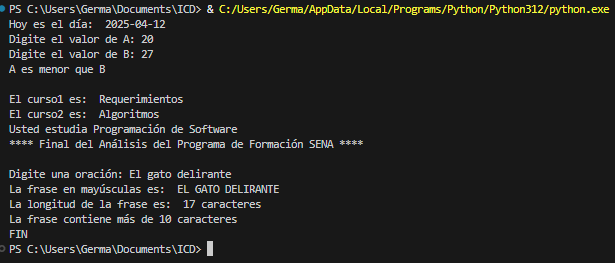 PS C:\Users\Germa\Documents\ICD> & C:/Users/Germa/AppData/Local/Programs/Python/Python312/python.exe
Hoy es el día:  2025-04-12
Digite el valor de A: 20
Digite el valor de B: 27
A es menor que B
El curso1 es:  Requerimientos
El curso2 es:  Algoritmos
Usted estudia Programación de Software
**** Final del Análisis del Programa de Formación SENA ****
Digite una oración: El gato delirante
La frase en mayúsculas es:  EL GATO DELIRANTE
La longitud de la frase es:  17 caracteres
La frase contiene más de 10 caracteres
FIN
PS C:\Users\Germa\Documents\ICD>